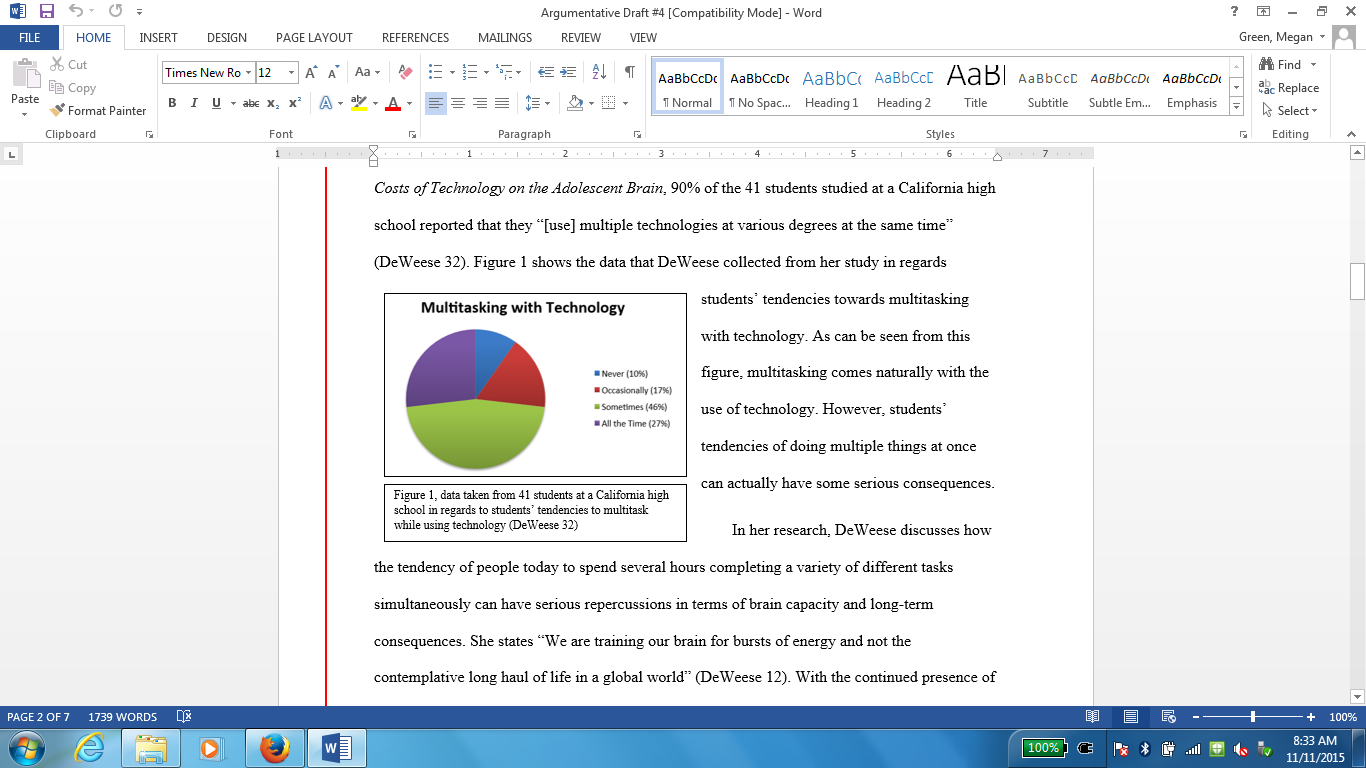 Argumentative Draft #4 [Compatibility Mode] - Word
FILE HOME INSERT DESIGN PAGE LAYOUT REFERENCES MAILINGS REVIEW VIEW
Green, Megan
Paste
Cut
Copy
Format Painter
Clipboard
Times New Ro 12
Font
Paragraph
AaBbCcDc AaBbCcDc AaBbCc AaBbCcD AaBl AaBbCcD AaBbCcDc AaBbCcDc
¶ Normal ¶ No Spac... Heading 1 Heading 2 Title Subtitle Subtle Em... Emphasis
Styles
Find
Replace
Select
Editing
1 1 2 3 4 5 6 7
Costs of Technology on the Adolescent Brain, 90% of the 41 students studied at a California high
school reported that they “[use] multiple technologies at various degrees at the same time”
(DeWeese 32). Figure 1 shows the data that DeWeese collected from her study in regards
students’ tendencies towards multitasking
with technology. As can be seen from this
figure, multitasking comes naturally with the
use of technology. However, students’
tendencies of doing multiple things at once
can actually have some serious consequences.
Multitasking with Technology
Never (10%)
Occasionally (17%)
Sometimes (46%)
All the Time (27%)
Figure 1, data taken from 41 students at a California high
school in regards to students’ tendencies to multitask
while using technology (DeWeese 32)
In her research, DeWeese discusses how
the tendency of people today to spend several hours completing a variety of different tasks
simultaneously can have serious repercussions in terms of brain capacity and long-term
consequences. She states “We are training our brain for bursts of energy and not the
contemplative long haul of life in a global world” (DeWeese 12). With the continued presence of
PAGE 2 OF 7 1739 WORDS
100%
100%
8:33 AM
11/11/2015